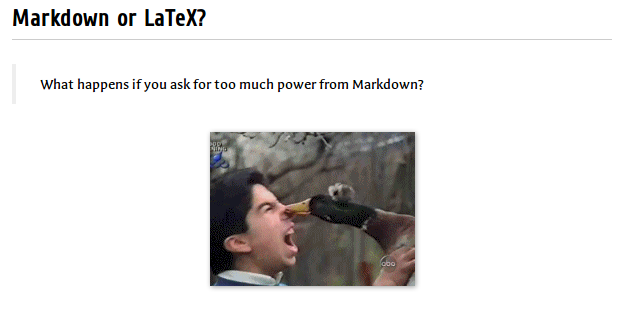 Markdown or LaTeX?
What happens if you ask for too much power from Markdown?
abc